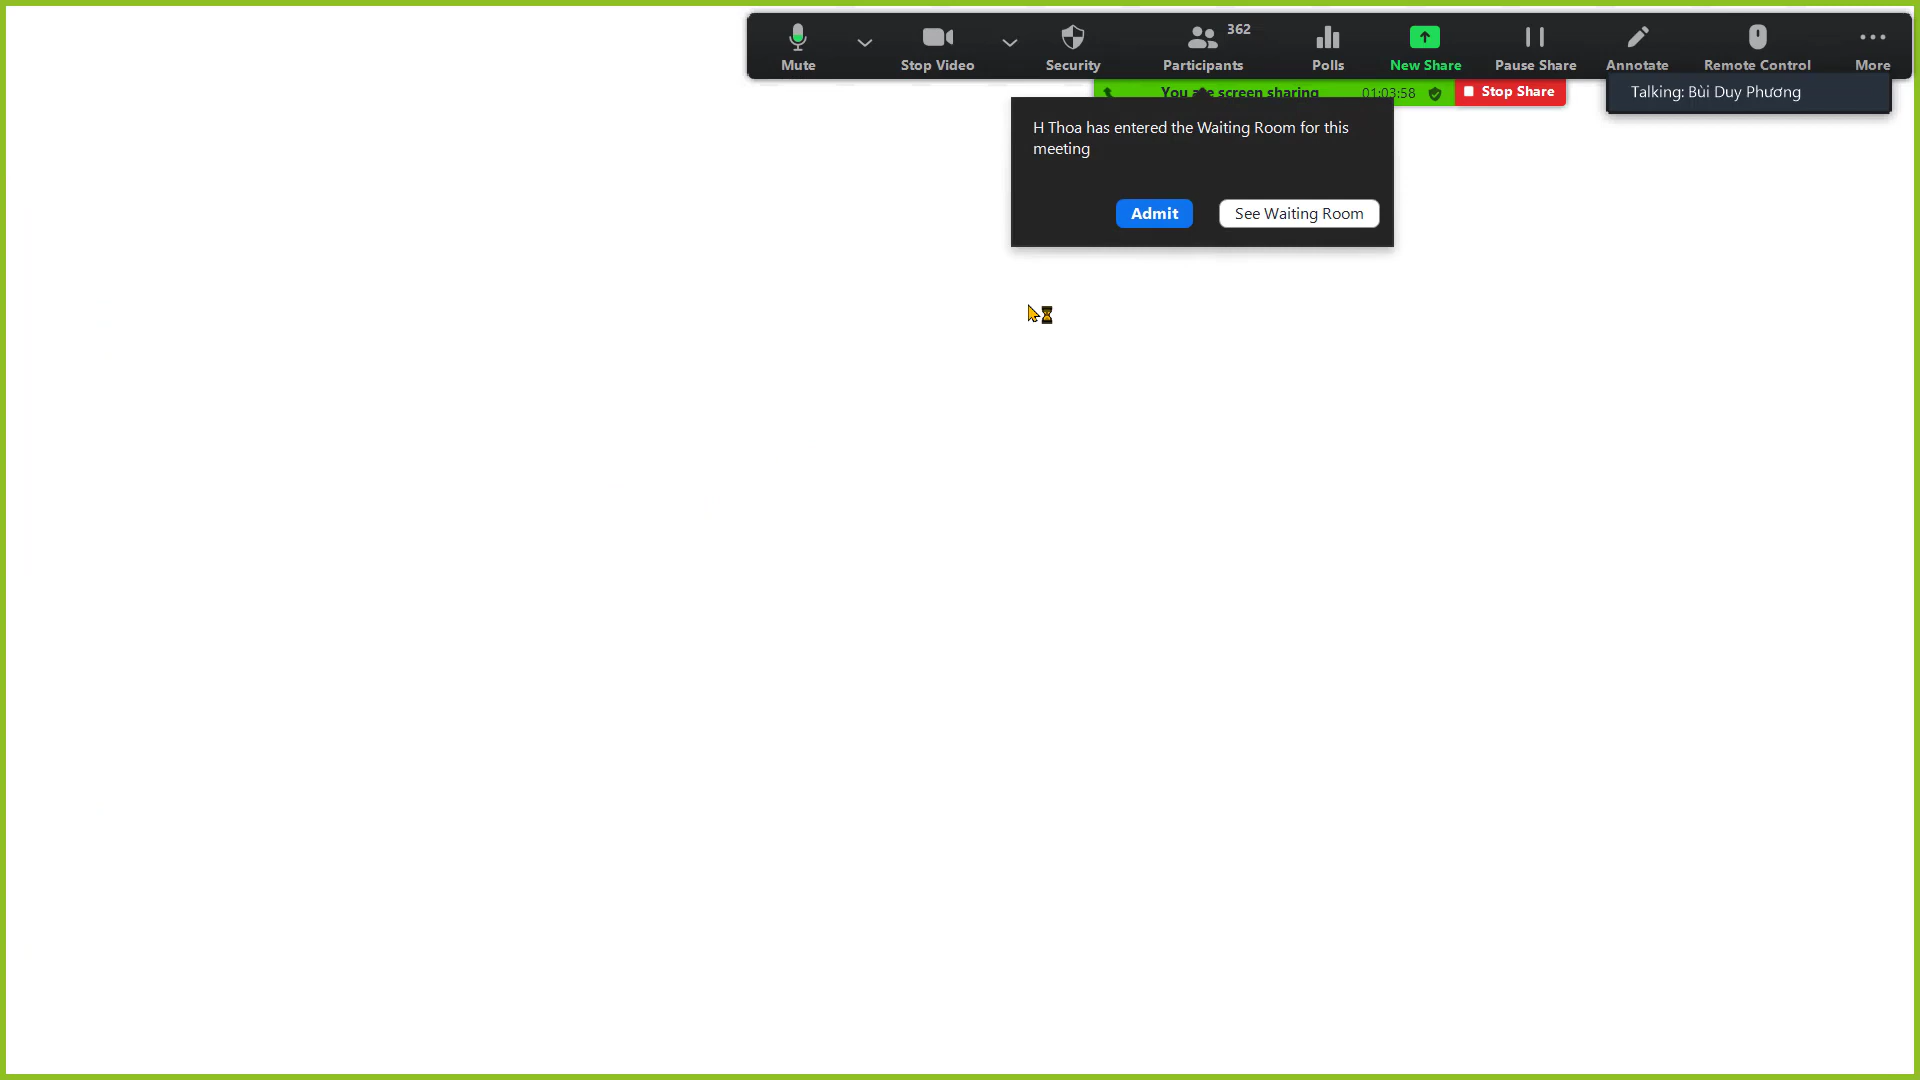 362
Mute
Stop Video
Security
Participants
Polls
New Share
Pause Share
Annotate
Remote Control
More
You are screen sharing
01:03:58
Stop Share
Talking: Bùi Duy Phương
H Thoa has entered the Waiting Room for this
meeting
Admit
See Waiting Room